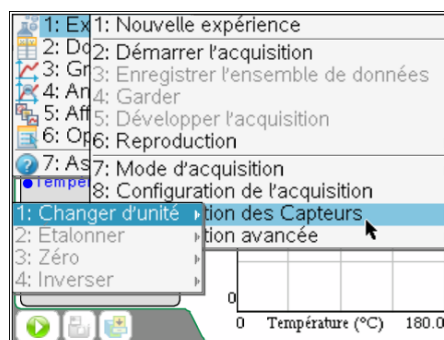 1: Ex
2: Do
3: Gr
4: An
5: Aff
6: Op
7: As
1: Nouvelle expérience
2: Démarrer l'acquisition
3: Enregistrer l'ensemble de données
4: Garder
5: Développer l'acquisition
6: Reproduction
7: Mode d'acquisition
8: Configuration de l'acquisition
tion des Capteurs
tion avancée
1: Changer d'unité
2: Etalonner
3: Zéro
4: Inverser
0
0 Température (°C) 180.0